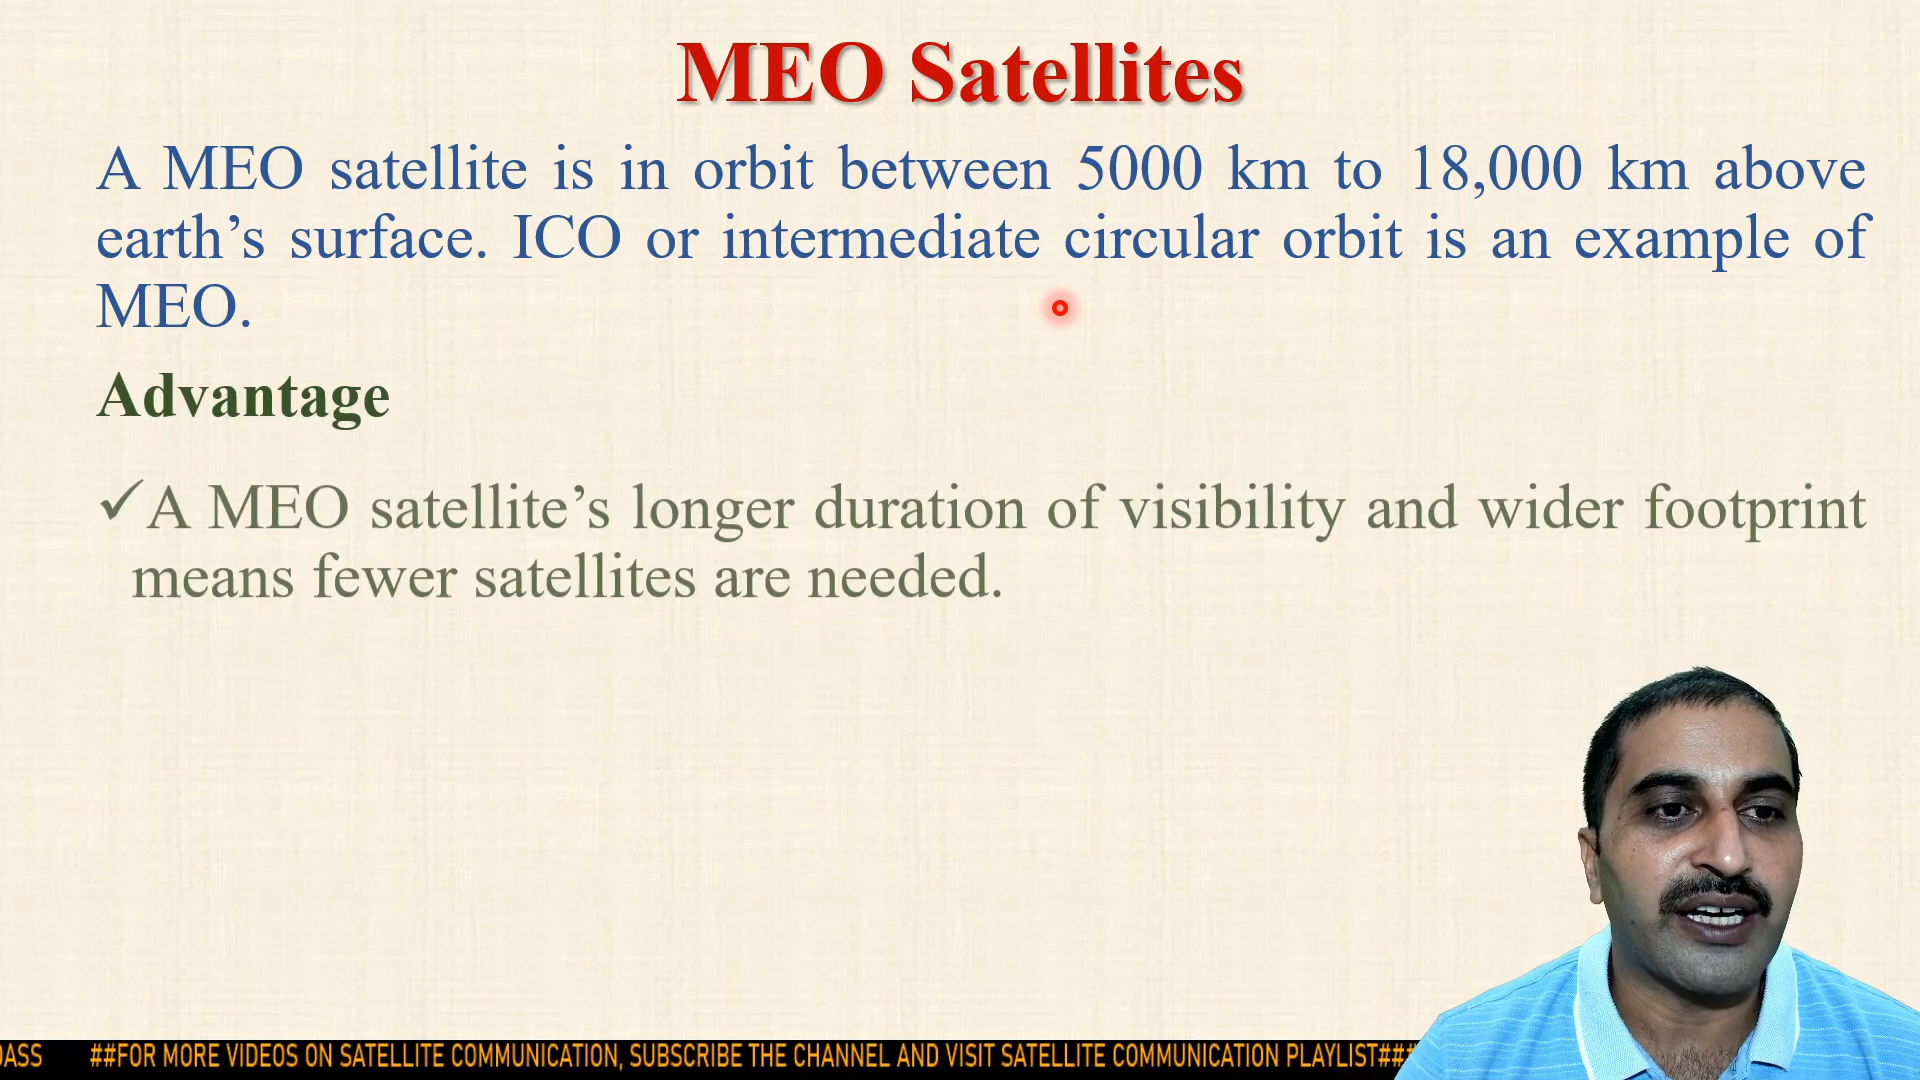 MEO Satellites
A MEO satellite is in orbit between 5000 km to 18,000 km above
earth’s surface. ICO or intermediate circular orbit is an example of
MEO.
Advantage
✓A MEO satellite’s longer duration of visibility and wider footprint
means fewer satellites are needed.
DASS ##FOR MORE VIDEOS ON SATELLITE COMMUNICATION, SUBSCRIBE THE CHANNEL AND VISIT SATELLITE COMMUNICATION PLAYLIST###